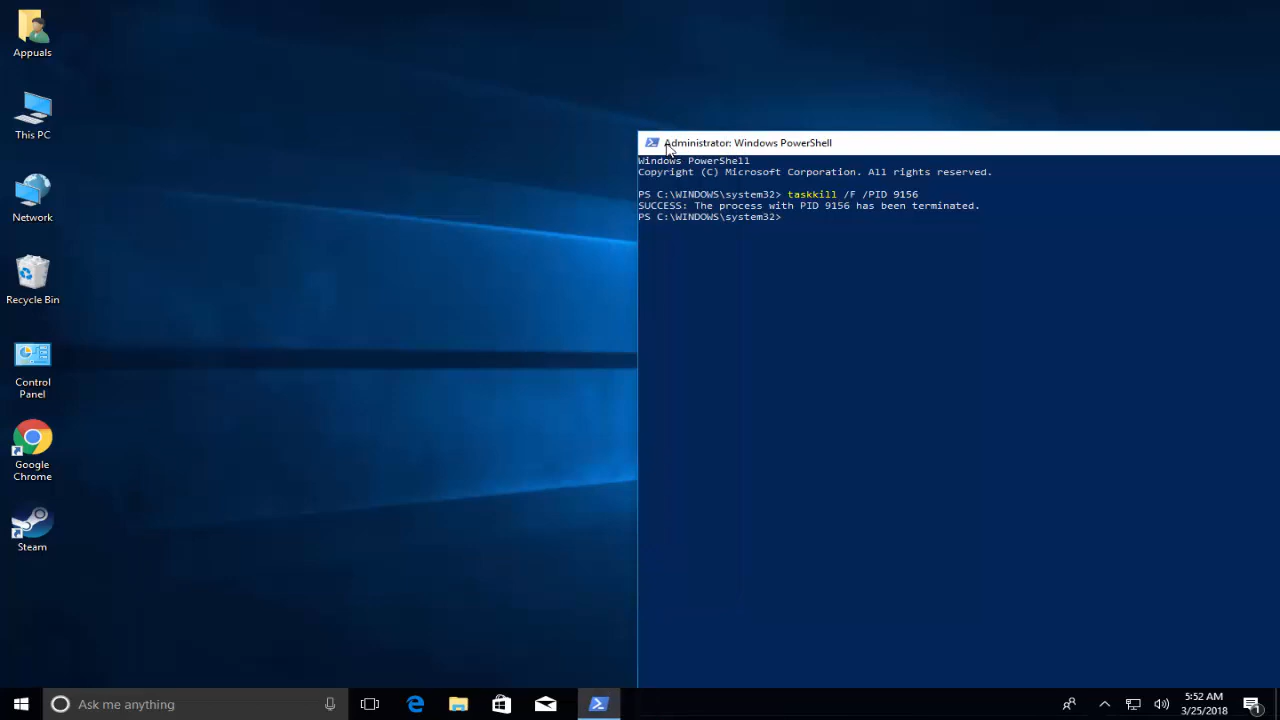 Appuals
This PC
Network
Recycle Bin
Control
Panel
Google
Chrome
Steam
Administrator: Windows PowerShell
Windows PowerShell
Copyright (C) Microsoft Corporation. All rights reserved.
PS C:\WINDOWS\system32> taskkill /F /PID 9156
SUCCESS: The process with PID 9156 has been terminated.
PS C:\WINDOWS\system32>
Ask me anything
5:52 AM
3/25/2018
1